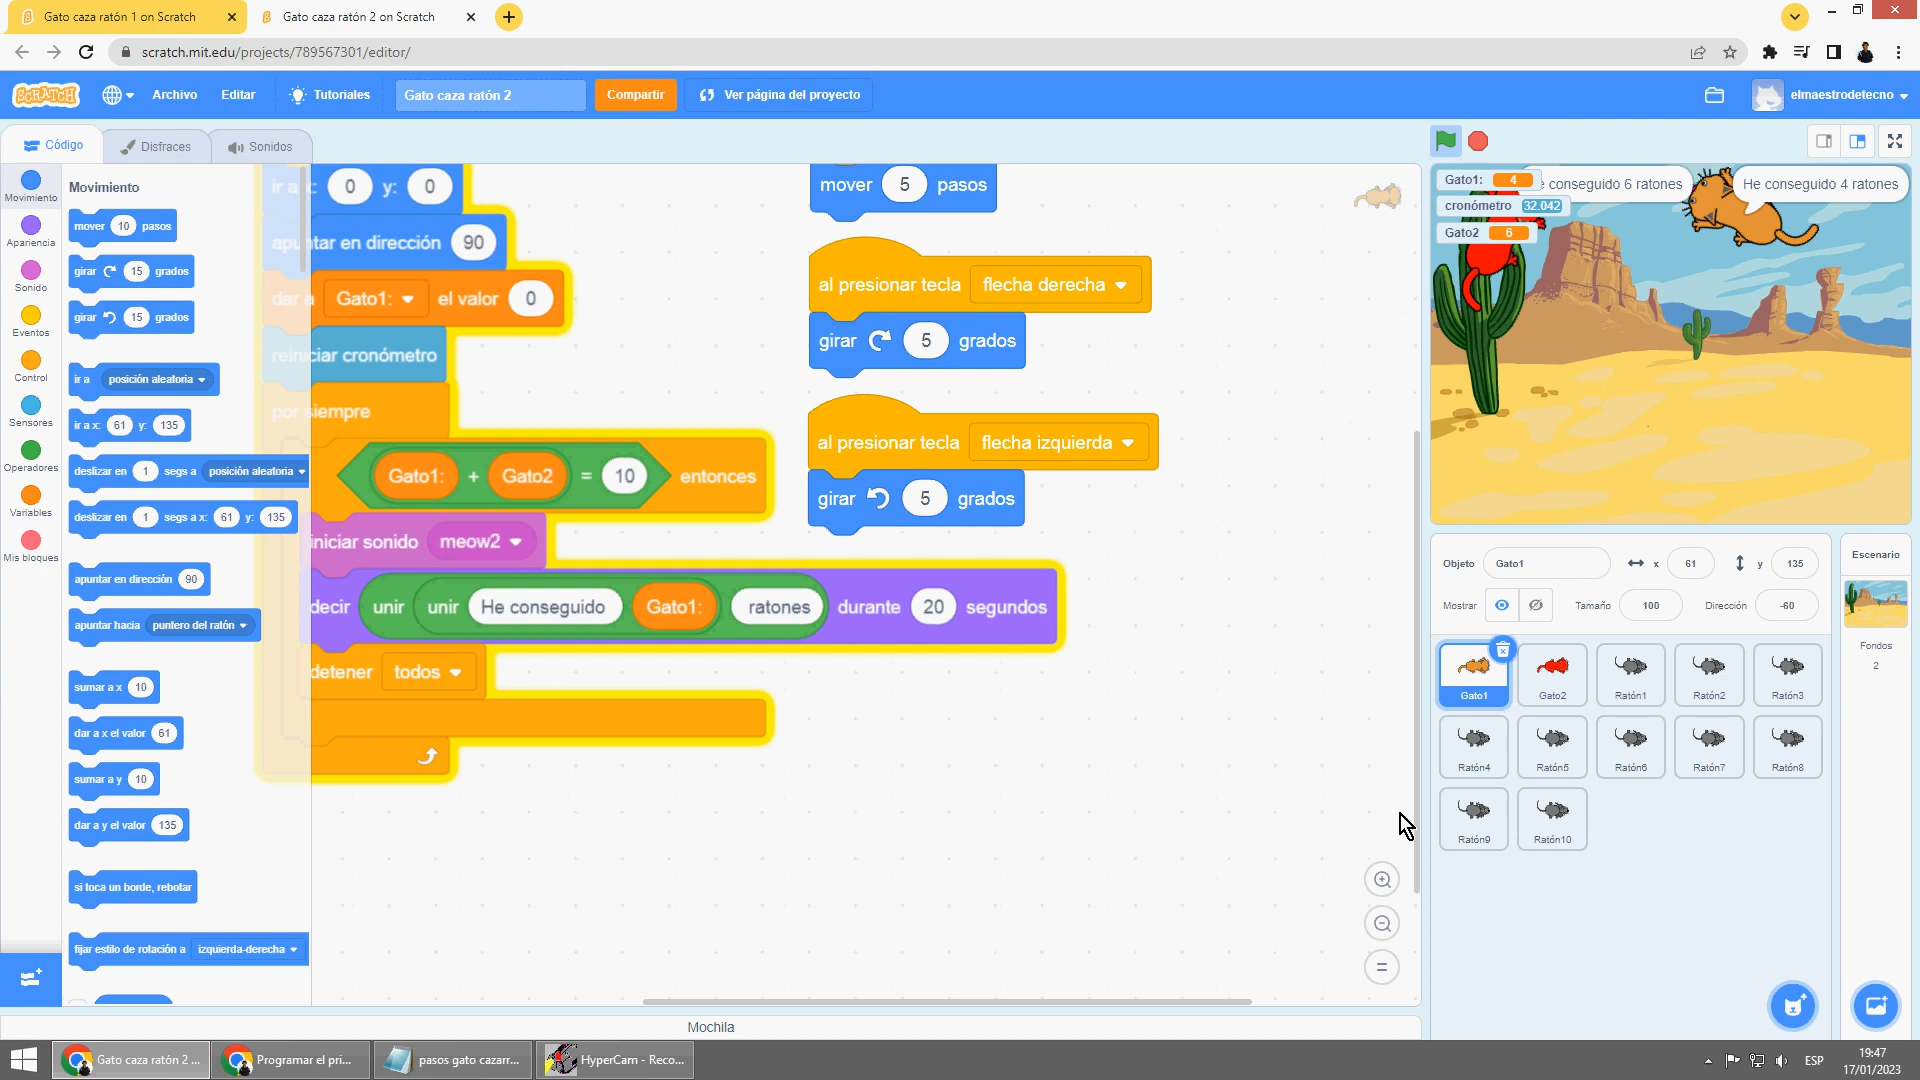 Gato caza ratón 1 on Scratch
Gato caza ratón 2 on Scratch
scratch.mit.edu/projects/789567301/editor/
SCRATCH
Archivo
Editar
Tutoriales
Gato caza ratón 2
Compartir
Ver página del proyecto
elmaestrodetecno
Código
Disfraces
Sonidos
Movimiento
Apariencia
Sonido
Eventos
Control
Sensores
Operadores
Variables
Mis bloques
Movimiento
mover 10 pasos
girar 15 grados
girar 15 grados
ir a posición aleatoria
ir a x: 61 y: 135
deslizar en 1 segs a posición aleatoria
deslizar en 1 segs a x: 61 y: 135
apuntar en dirección 90
apuntar hacia puntero del ratón
sumar a x 10
dar a x el valor 61
sumar a y 10
dar a y el valor 135
si toca un borde, rebotar
fijar estilo de rotación a izquierda-derecha
ir a x: 0 y: 0
apuntar en dirección 90
dar a Gato1: el valor 0
reiniciar cronómetro
por siempre
Gato1: + Gato2 = 10 entonces
iniciar sonido meow2
decir unir unir He conseguido Gato1: ratones durante 20 segundos
detener todos
mover 5 pasos
al presionar tecla flecha derecha
girar 5 grados
al presionar tecla flecha izquierda
girar 5 grados
Gato1: 4
cronómetro 32.042
Gato2 6
e conseguido 6 ratones
He conseguido 4 ratones
Objeto Gato1 x 61 y 135
Mostrar Tamaño 100 Dirección -60
Gato1
Gato2
Ratón1
Ratón2
Ratón3
Ratón4
Ratón5
Ratón6
Ratón7
Ratón8
Ratón9
Ratón10
Escenario
Fondos
2
Mochila
Gato caza ratón 2 ...
Programar el pri...
pasos gato cazarr...
HyperCam - Reco...
ESP
19:47
17/01/2023